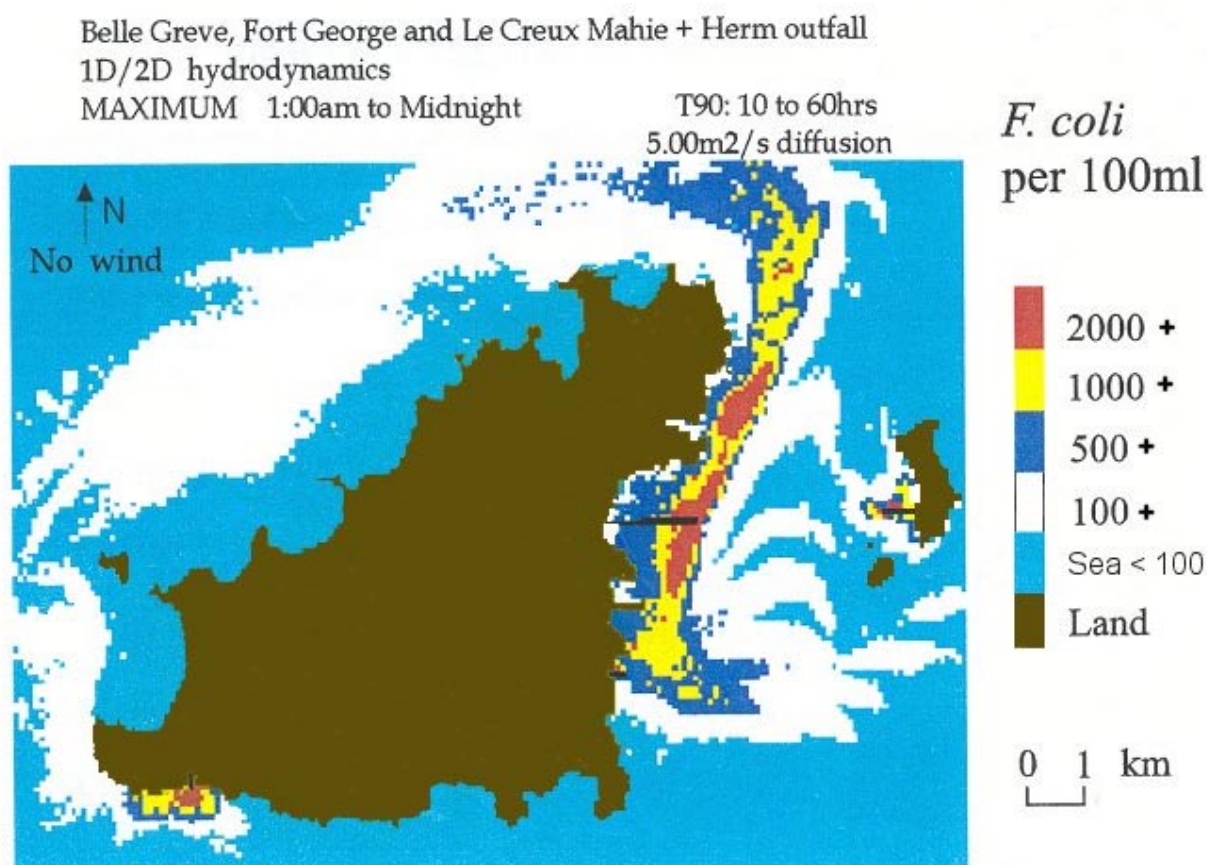 Belle Greve, Fort George and Le Creux Mahie + Herm outfall
1D/2D hydrodynamics
MAXIMUM 1:00am to Midnight
T90: 10 to 60hrs
5.00m2/s diffusion
N
No wind
F. coli
per 100ml
2000 +
1000 +
500 +
100 +
Sea < 100
Land
0 1 km